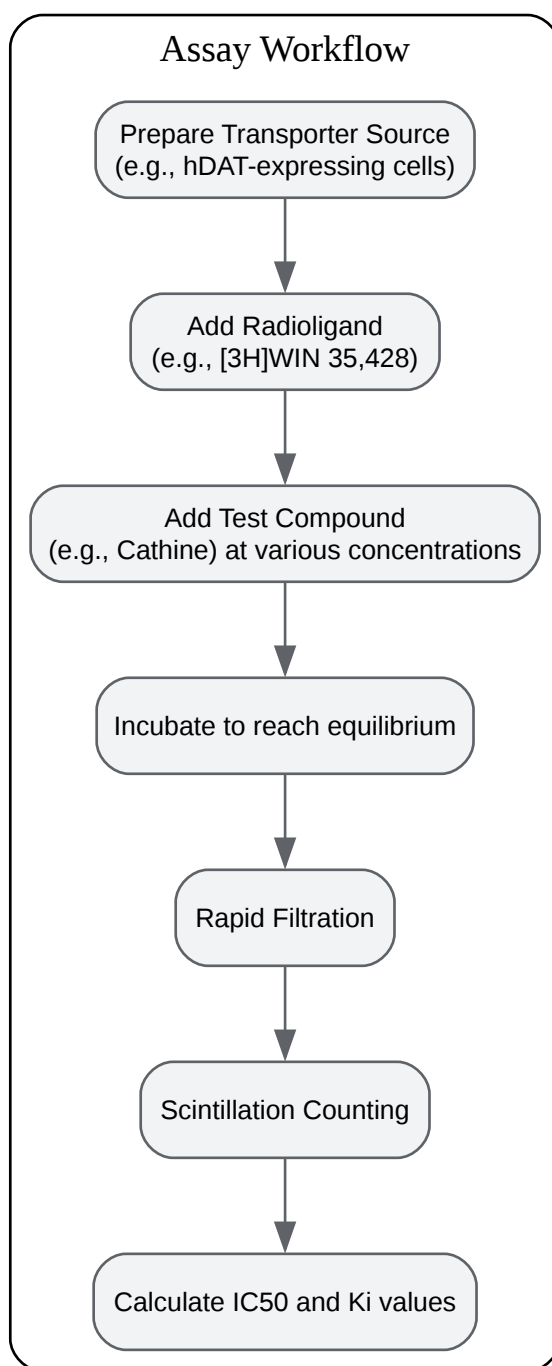 Assay Workflow
Prepare Transporter Source
(e.g., hDAT-expressing cells)
Add Radioligand
(e.g., [3H]WIN 35,428)
Add Test Compound
(e.g., Cathine) at various concentrations
Incubate to reach equilibrium
Rapid Filtration
Scintillation Counting
Calculate IC50 and Ki values